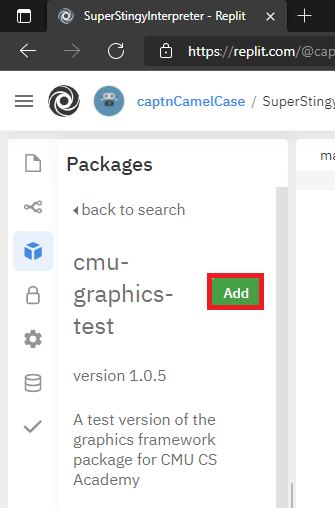 SuperStingyInterpreter - Replit
https://replit.com/@cap
captnCamelCase / SuperStingy
Packages
ma
back to search
cmu-
graphics-
test
Add
version 1.0.5
A test version of the
graphics framework
package for CMU CS
Academy